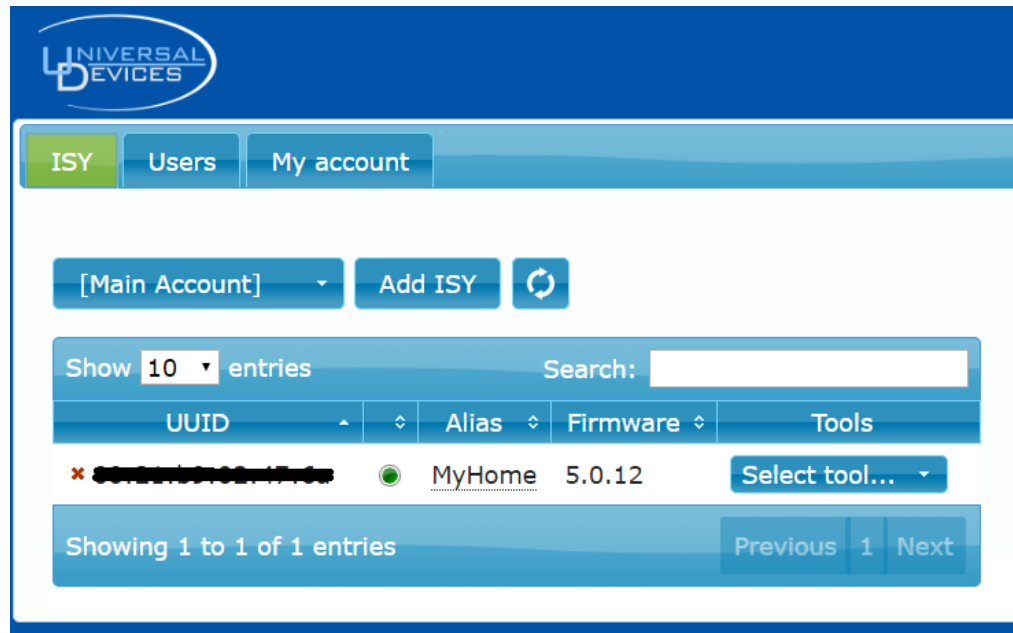 UNIVERSAL
DEVICES
ISY Users My account
[Main Account] Add ISY
Show 10 entries Search:
UUID Alias Firmware Tools
MyHome 5.0.12 Select tool...
Showing 1 to 1 of 1 entries Previous 1 Next